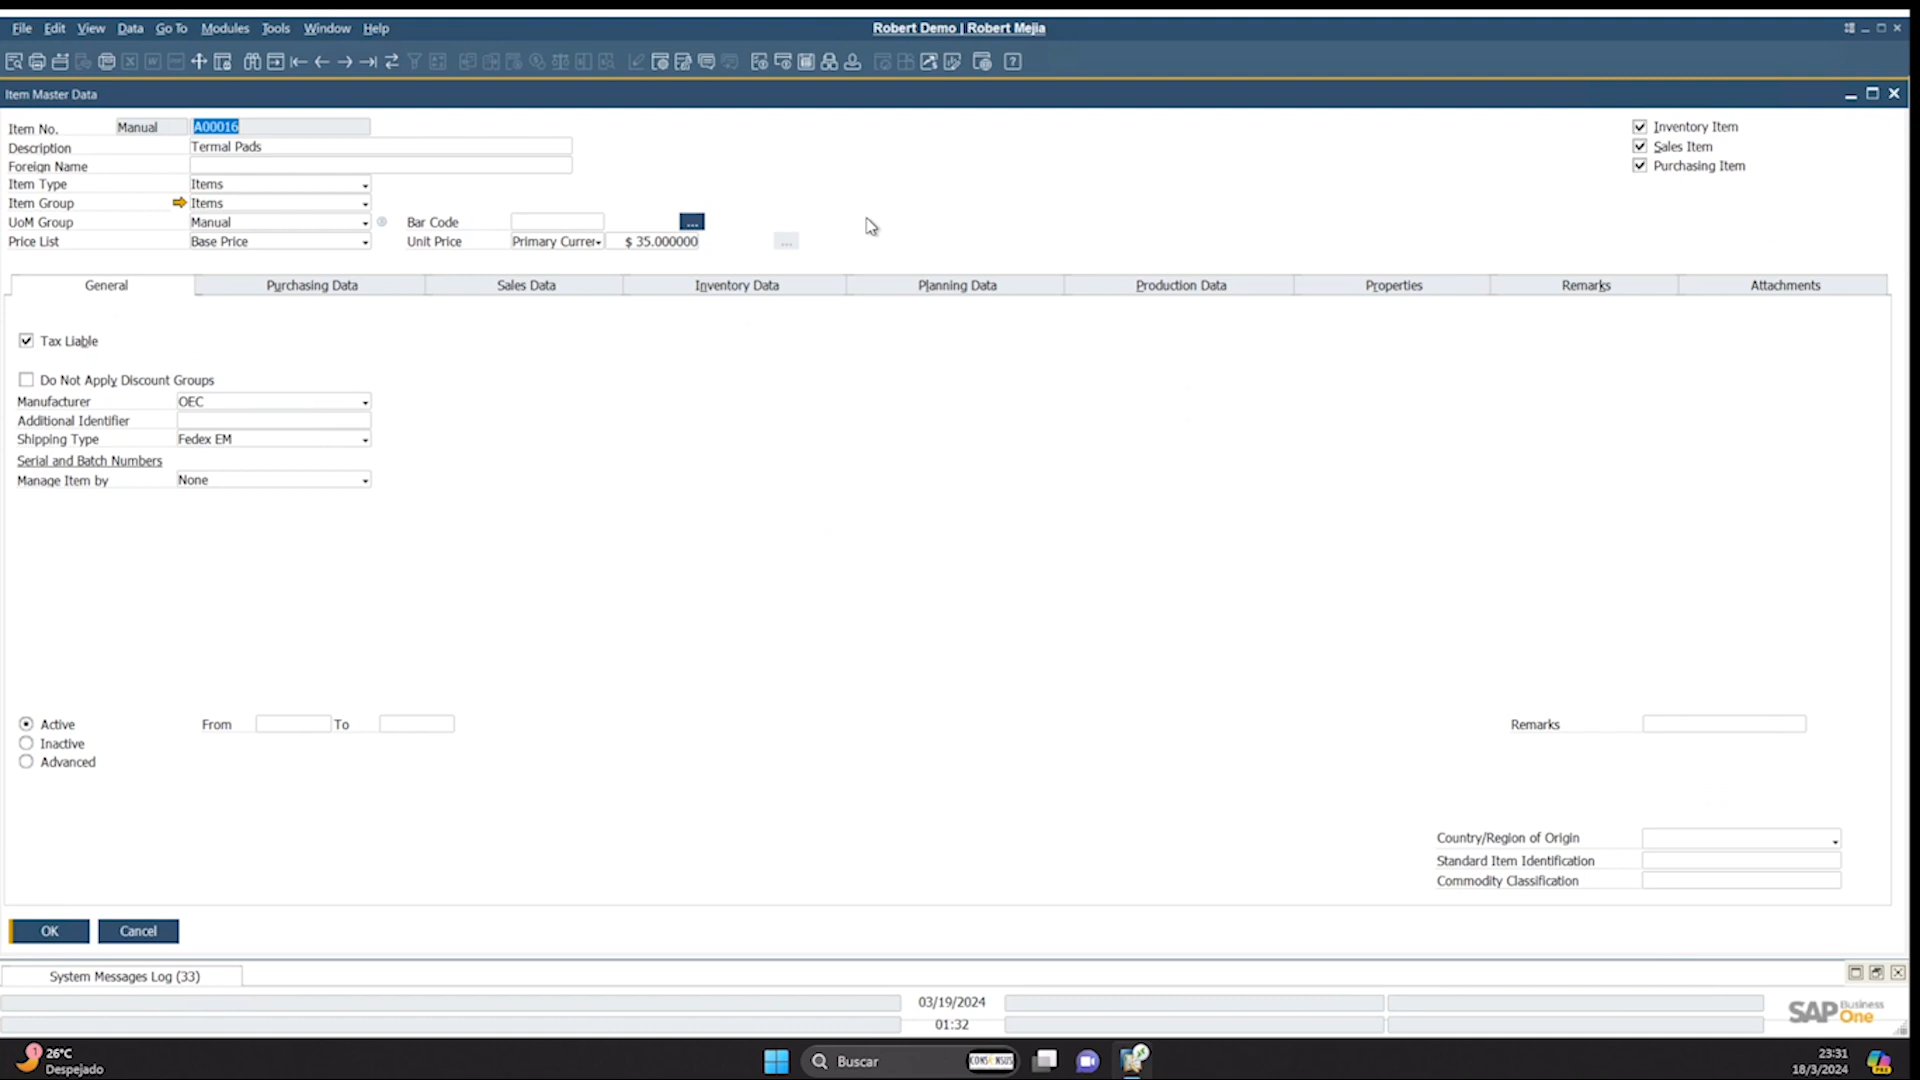 File Edit View Data Go To Modules Tools Window Help
Robert Demo | Robert Mejia
Item Master Data
Item No. Manual A00016
Inventory Item
Description Termal Pads
Sales Item
Foreign Name
Purchasing Item
Item Type Items
Item Group Items
UoM Group Manual Bar Code ...
Price List Base Price Unit Price Primary Currer $ 35.000000 ...
General Purchasing Data Sales Data Inventory Data Planning Data Production Data Properties Remarks Attachments
Tax Liable
Do Not Apply Discount Groups
Manufacturer OEC
Additional Identifier
Shipping Type Fedex EM
Serial and Batch Numbers
Manage Item by None
Active From To Remarks
Inactive
Advanced
Country/Region of Origin
Standard Item Identification
Commodity Classification
OK Cancel
System Messages Log (33)
03/19/2024
01:32
SAP Business One
1 26°C
Despejado
Buscar
CONSENSUS
23:31
18/3/2024